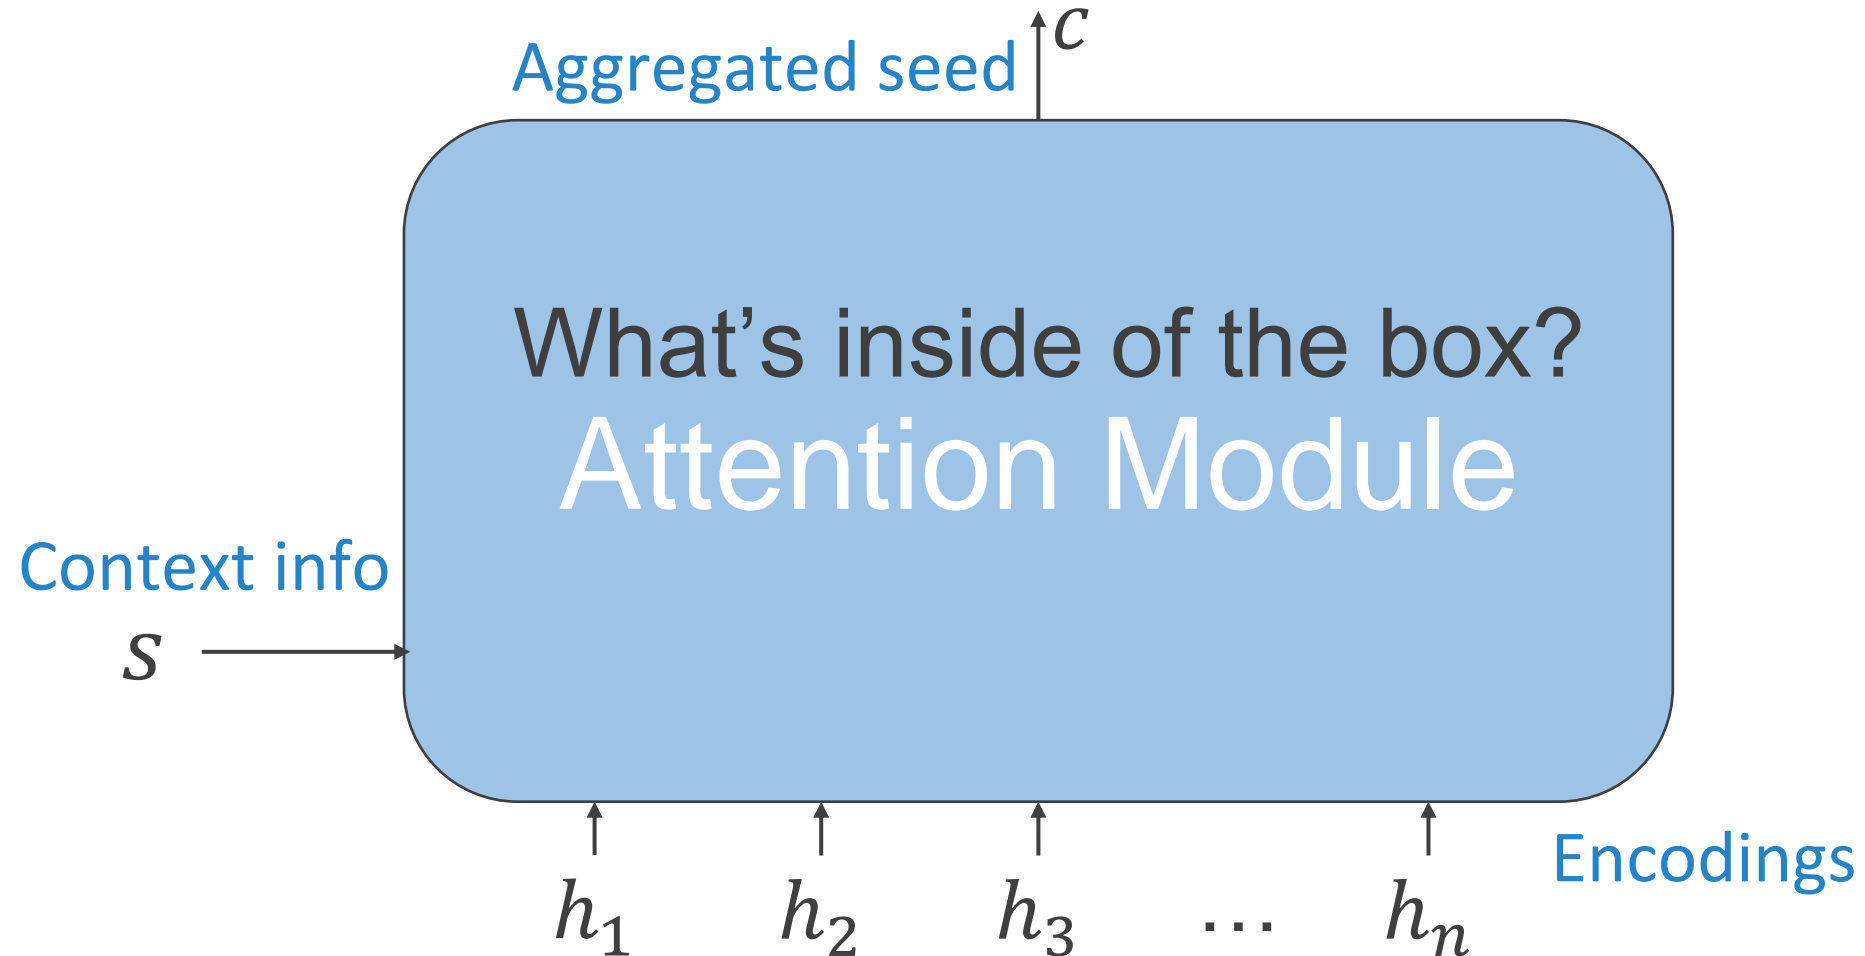 c
Aggregated seed
What’s inside of the box?
Attention Module
Context info
s
Encodings
h₁ h₂ h₃ … hₙ